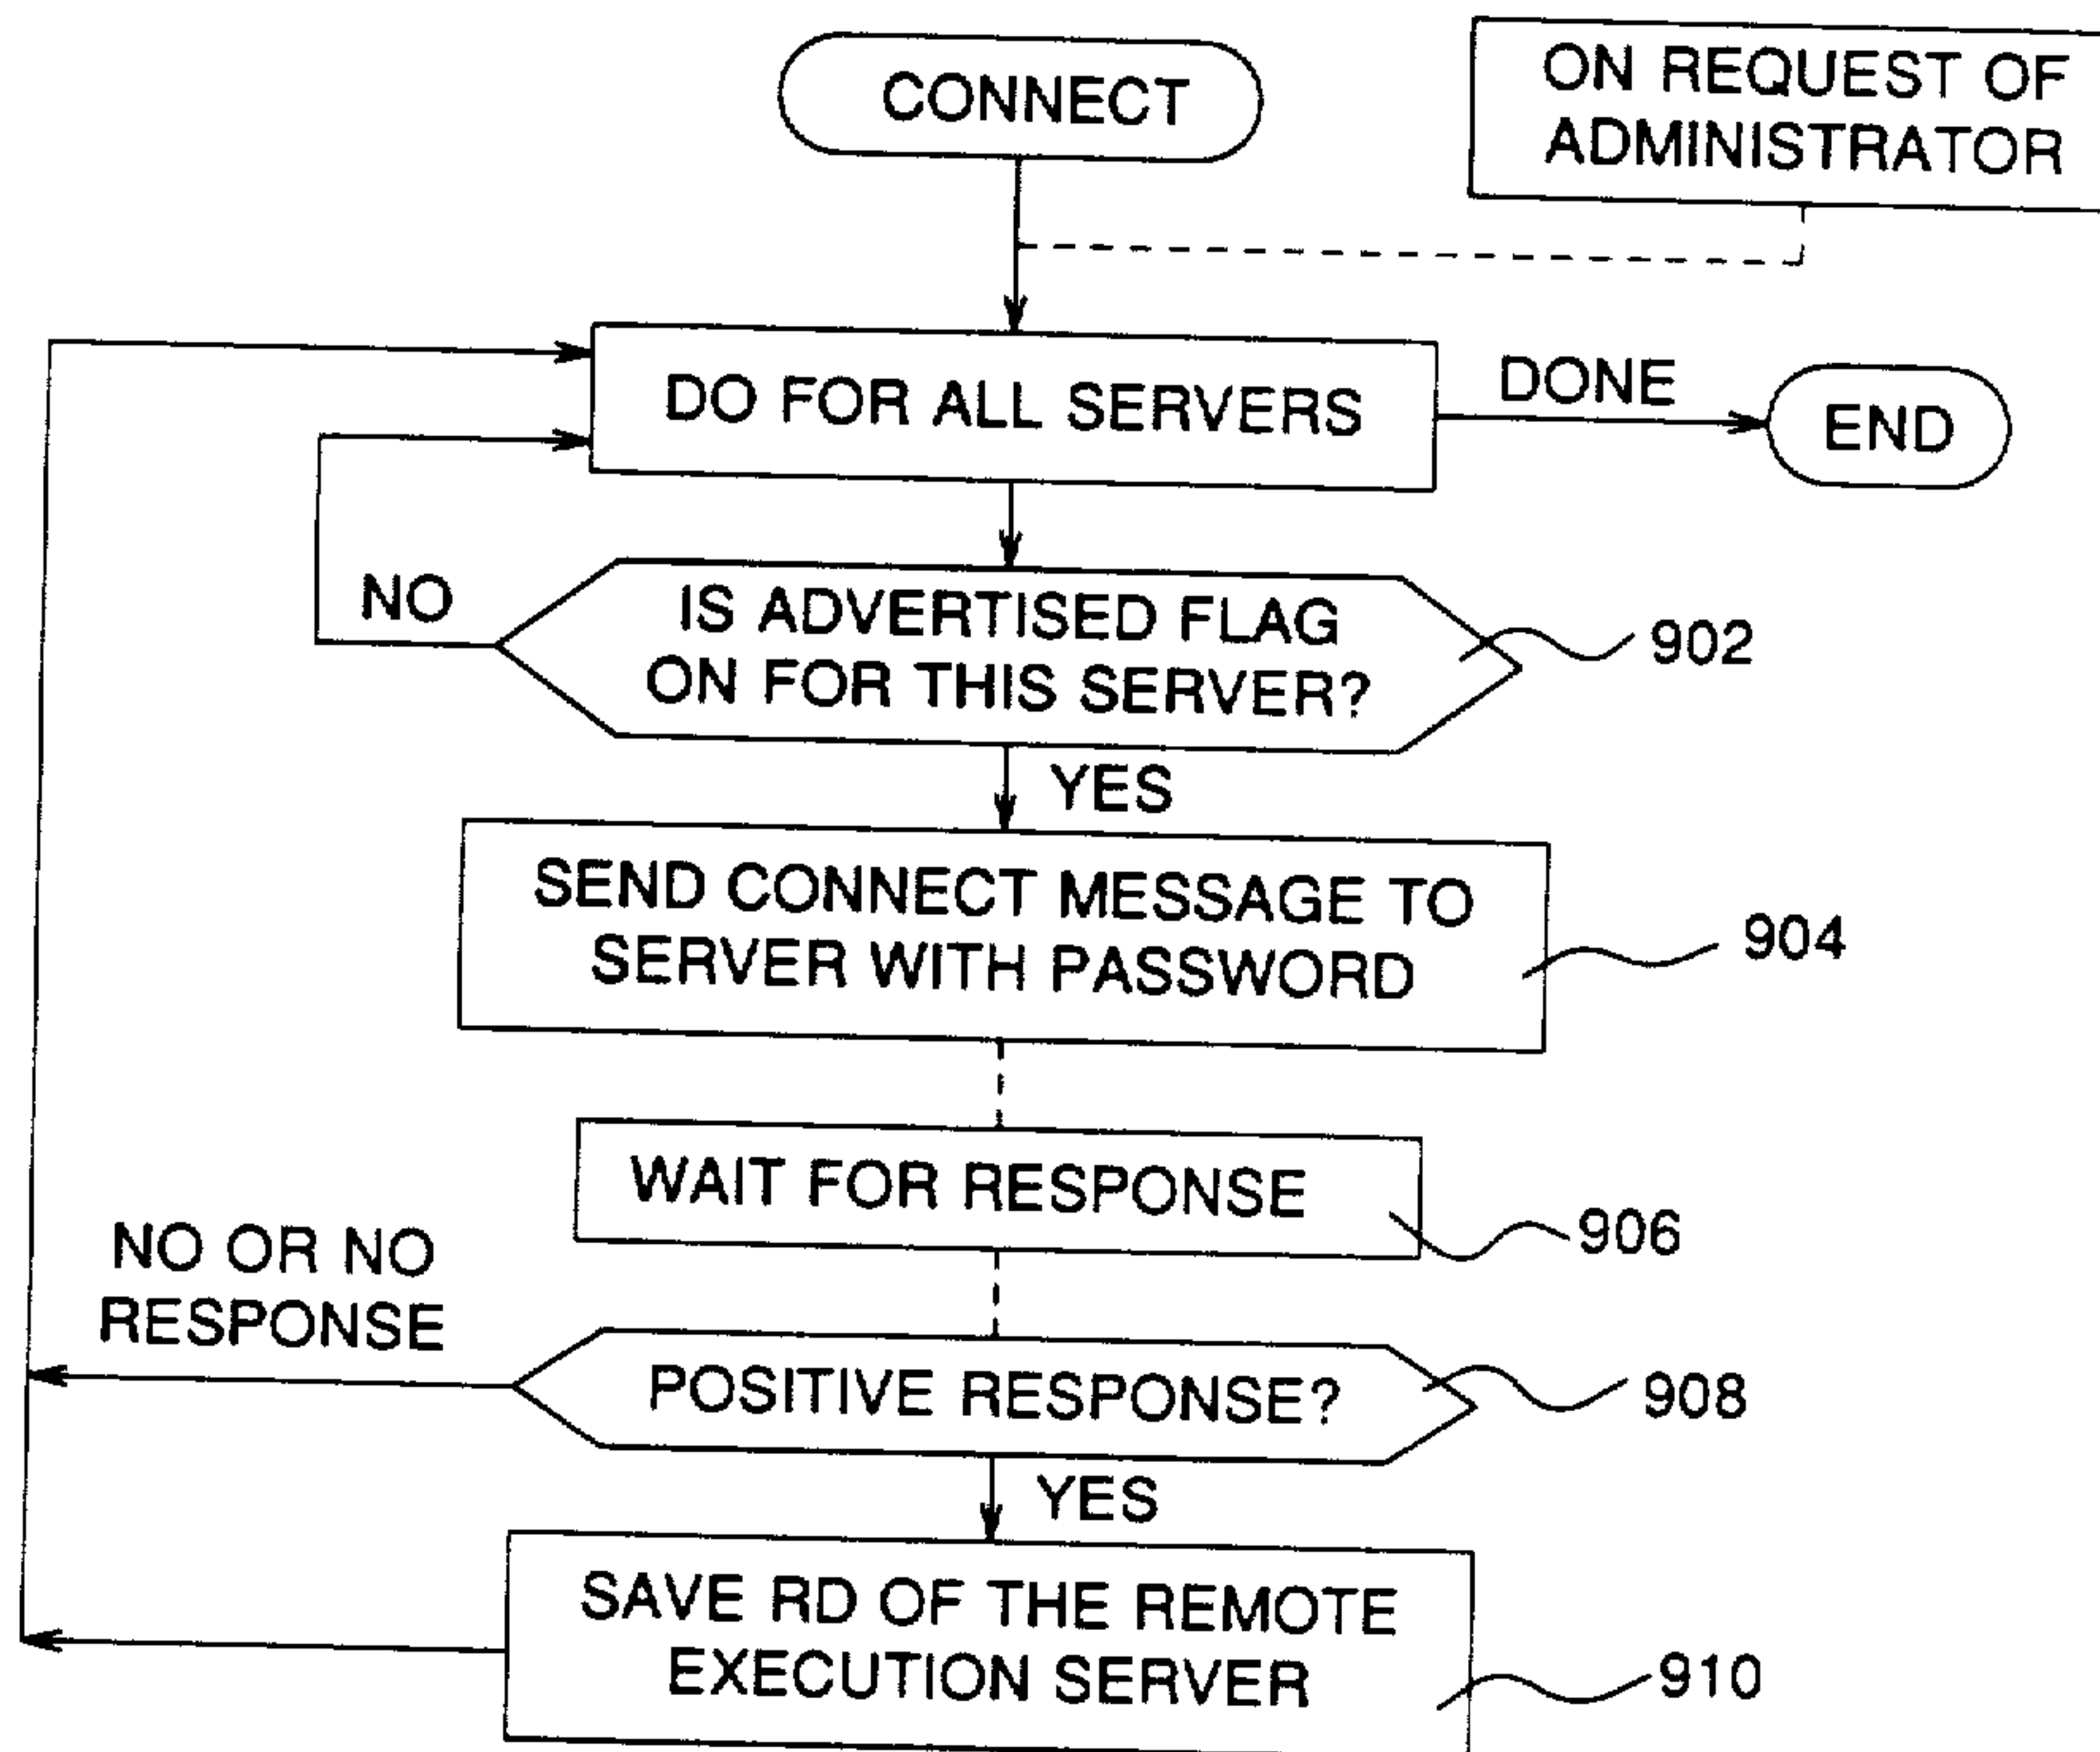 CONNECT
ON REQUEST OF
ADMINISTRATOR
DO FOR ALL SERVERS
DONE
END
NO
IS ADVERTISED FLAG
ON FOR THIS SERVER?
902
YES
SEND CONNECT MESSAGE TO
SERVER WITH PASSWORD
904
WAIT FOR RESPONSE
906
NO OR NO
RESPONSE
POSITIVE RESPONSE?
908
YES
SAVE RD OF THE REMOTE
EXECUTION SERVER
910